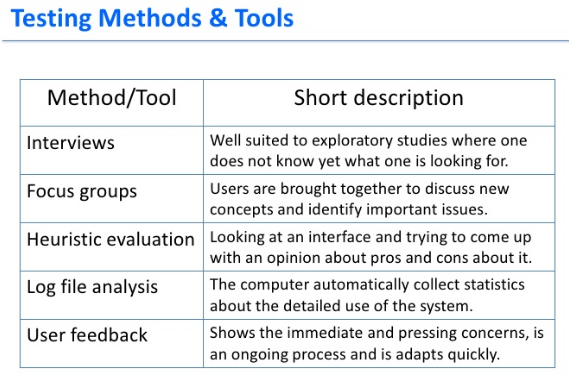 Testing Methods & Tools
Method/Tool Short description
Interviews
Well suited to exploratory studies where one
does not know yet what one is looking for.
Focus groups
Users are brought together to discuss new
concepts and identify important issues.
Heuristic evaluation
Looking at an interface and trying to come up
with an opinion about pros and cons about it.
Log file analysis
The computer automatically collect statistics
about the detailed use of the system.
User feedback
Shows the immediate and pressing concerns, is
an ongoing process and is adapts quickly.